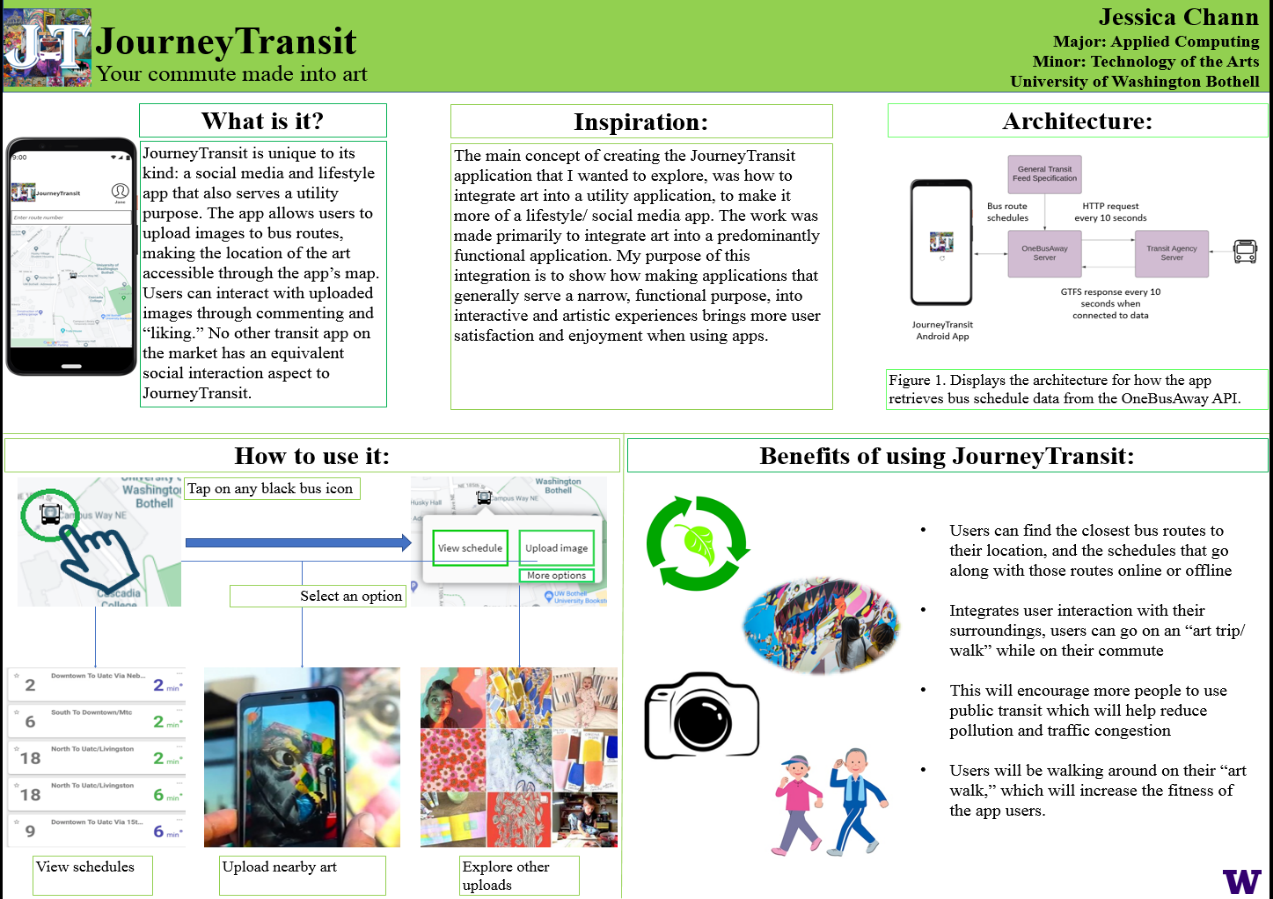 J-T
JourneyTransit
Your commute made into art
Jessica Chann
Major: Applied Computing
Minor: Technology of the Arts
University of Washington Bothell
9:00
JourneyTransit
Enter route number
What is it?
JourneyTransit is unique to its
kind: a social media and lifestyle
app that also serves a utility
purpose. The app allows users to
upload images to bus routes,
making the location of the art
accessible through the app's map.
Users can interact with uploaded
images through commenting and
“liking.” No other transit app on
the market has an equivalent
social interaction aspect to
JourneyTransit.
Inspiration:
The main concept of creating the JourneyTransit
application that I wanted to explore, was how to
integrate art into a utility application, to make it
more of a lifestyle/ social media app. The work was
made primarily to integrate art into a predominantly
functional application. My purpose of this
integration is to show how making applications that
generally serve a narrow, functional purpose, into
interactive and artistic experiences brings more user
satisfaction and enjoyment when using apps.
Architecture:
General Transit
Feed Specification
Bus route
schedules
HTTP request
every 10 seconds
OneBusAway
Server
Transit Agency
Server
GTFS response every 10
seconds when
connected to data
JourneyTransit
Android App
Figure 1. Displays the architecture for how the app
retrieves bus schedule data from the OneBusAway API.
How to use it:
Washington
Bothell
Campus Way NE
Cascadia
College
Tap on any black bus icon
Select an option
Husky Hall
Washington
Bothell
Campus Way NE
View schedule
Upload image
More options
UW Bothell
University Bookst
2 Downtown To Uatc Via Neb... 2 min
6 South To Downtown/Mtc 2 min
18 North To Uatc/Livingston 2 min
18 North To Uatc/Livingston 6 min
9 Downtown To Uatc Via 15t... 6 min
View schedules
Upload nearby art
Explore other
uploads
Benefits of using JourneyTransit:
• Users can find the closest bus routes to
their location, and the schedules that go
along with those routes online or offline
• Integrates user interaction with their
surroundings, users can go on an “art trip/
walk” while on their commute
• This will encourage more people to use
public transit which will help reduce
pollution and traffic congestion
• Users will be walking around on their “art
walk,” which will increase the fitness of
the app users.
W